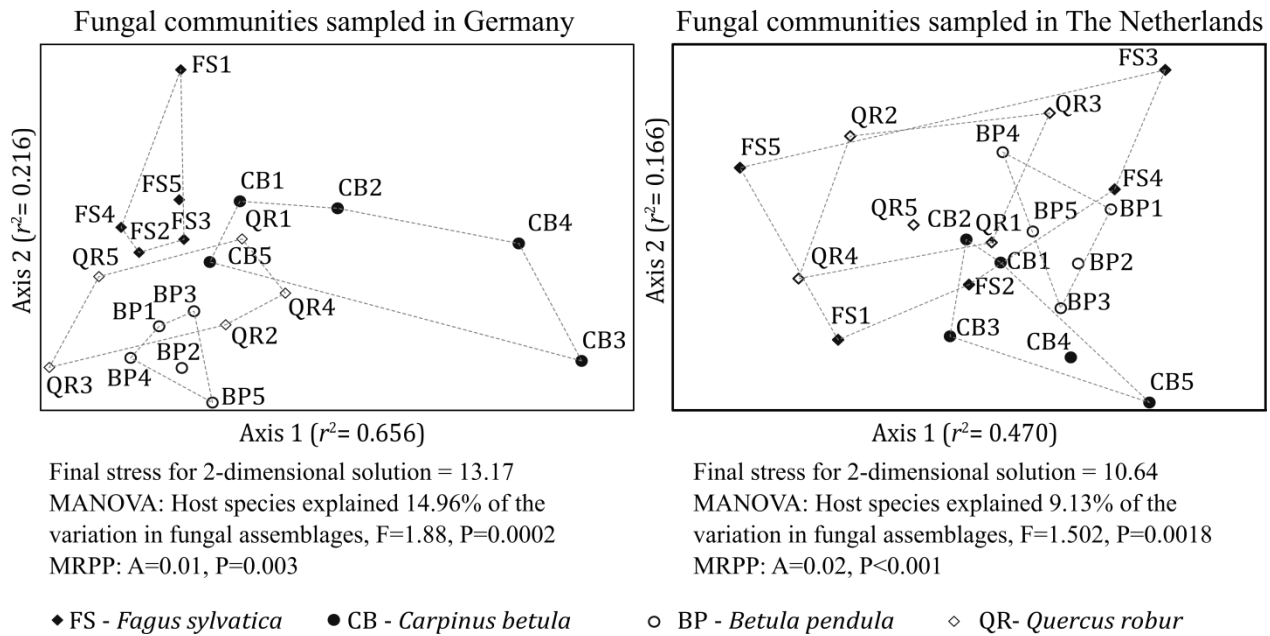 Fungal communities sampled in Germany
FS1
FS5
FS4
FS2
FS3
CB1
CB2
QR1
CB4
QR5
CB5
QR4
BP3
BP1
QR2
BP2
CB3
QR3
BP4
BP5
Axis 2 (r²= 0.216)
Axis 1 (r²= 0.656)
Final stress for 2-dimensional solution = 13.17
MANOVA: Host species explained 14.96% of the
variation in fungal assemblages, F=1.88, P=0.0002
MRPP: A=0.01, P=0.003
Fungal communities sampled in The Netherlands
FS3
QR3
QR2
BP4
FS5
FS4
BP1
QR5
CB2
QR1
BP5
QR4
CB1
BP2
FS2
BP3
FS1
CB3
CB4
CB5
Axis 2 (r²= 0.166)
Axis 1 (r²= 0.470)
Final stress for 2-dimensional solution = 10.64
MANOVA: Host species explained 9.13% of the
variation in fungal assemblages, F=1.502, P=0.0018
MRPP: A=0.02, P<0.001
FS - Fagus sylvatica CB - Carpinus betula BP - Betula pendula QR- Quercus robur